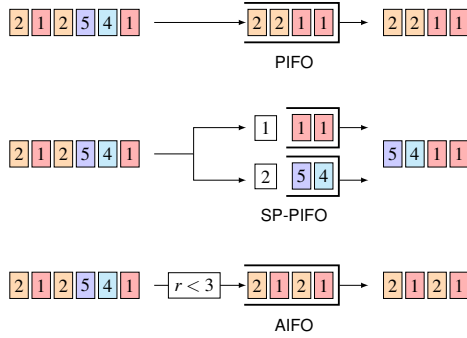 2 1 2 5 4 1 2 2 1 1 2 2 1 1
PIFO
1 1 1
2 1 2 5 4 1 5 4 1 1
2 5 4
SP-PIFO
2 1 2 5 4 1 r < 3 2 1 2 1 2 1 2 1
AIFO